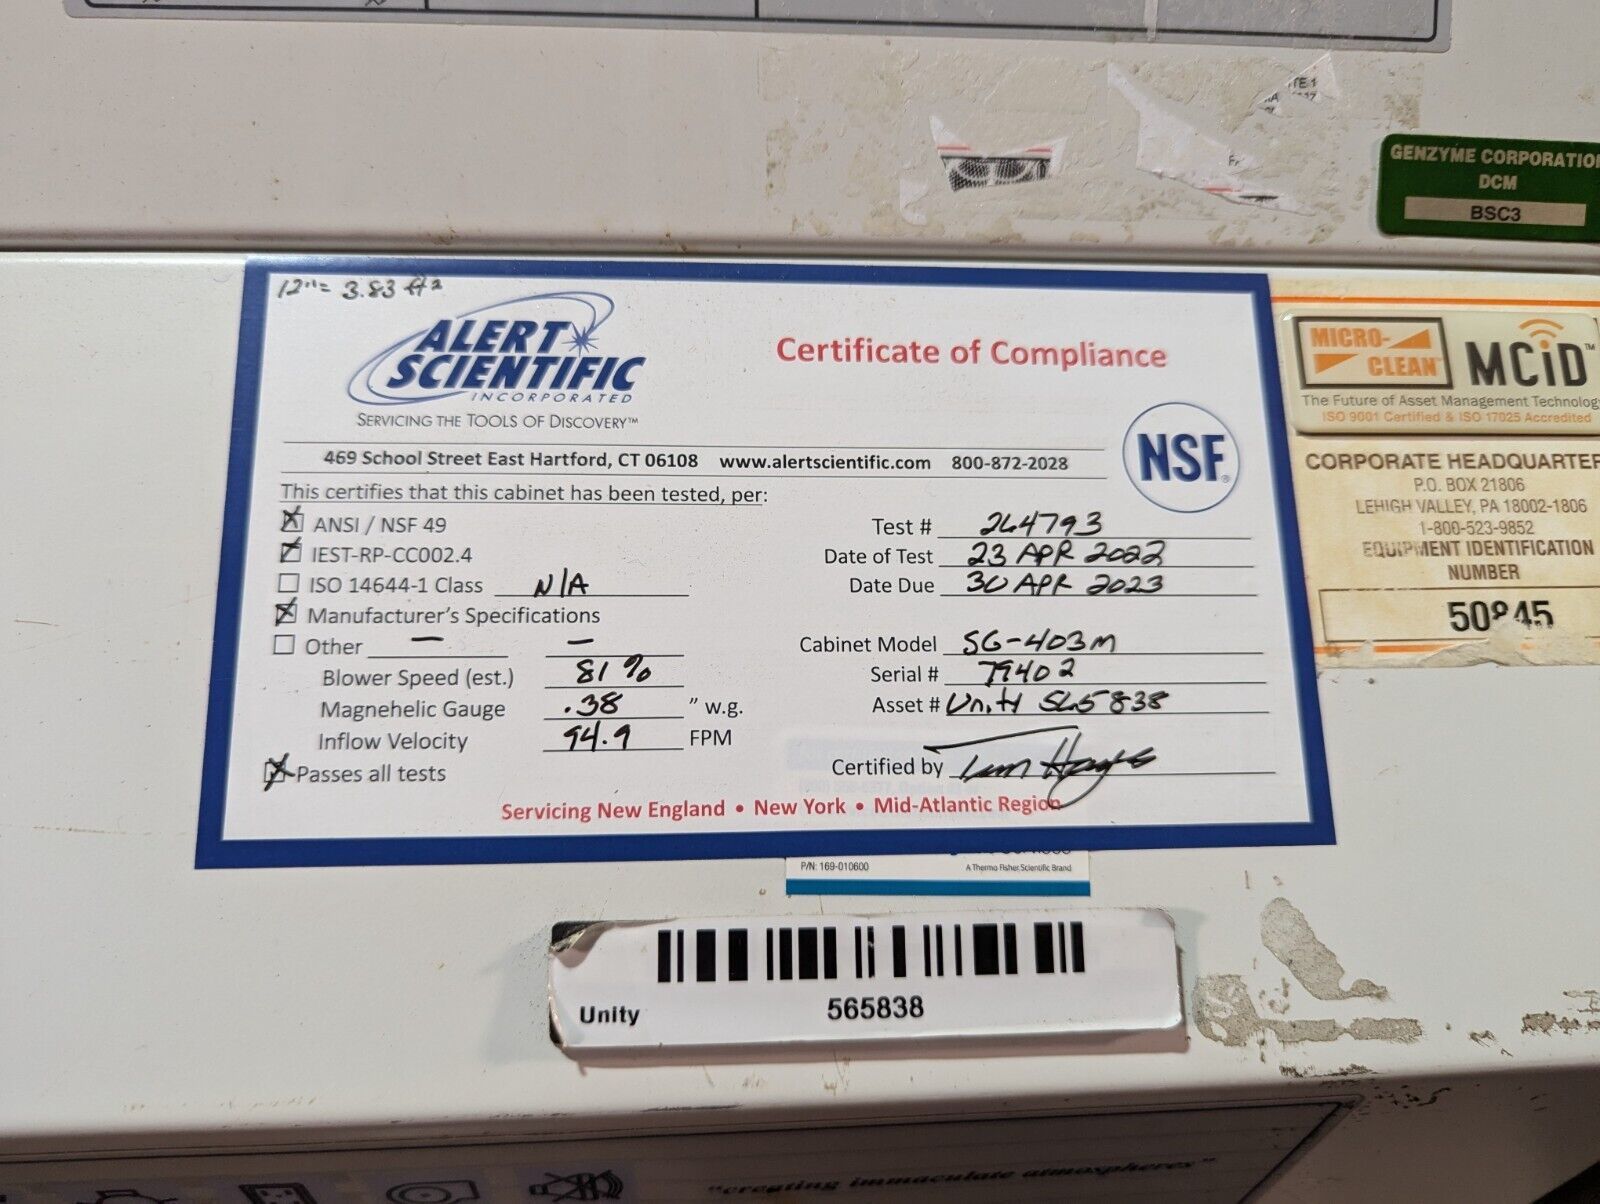 GENZYME CORPORATION
DCM
BSC3
12"= 3.83 ft²
ALERT
SCIENTIFIC
INCORPORATED
SERVICING THE TOOLS OF DISCOVERY™
Certificate of Compliance
NSF®
469 School Street East Hartford, CT 06108 www.alertscientific.com 800-872-2028
This certifies that this cabinet has been tested, per:
ANSI / NSF 49
IEST-RP-CC002.4
ISO 14644-1 Class N/A
Manufacturer's Specifications
Other — —
Blower Speed (est.) 81%
Magnehelic Gauge .38 " w.g.
Inflow Velocity 94.9 FPM
Passes all tests
Test # 264793
Date of Test 23 APR 2022
Date Due 30 APR 2023
Cabinet Model SG-403M
Serial # 79402
Asset # Unity 565838
Certified by
Servicing New England • New York • Mid-Atlantic Region
MICRO-
CLEAN™
MCiD™
The Future of Asset Management Technology
ISO 9001 Certified & ISO 17025 Accredited
CORPORATE HEADQUARTER
P.O. BOX 21806
LEHIGH VALLEY, PA 18002-1806
1-800-523-9852
EQUIPMENT IDENTIFICATION
NUMBER
50845
P/N: 169-010600 A Thermo Fisher Scientific Brand
Unity 565838
"creating immaculate atmospheres"